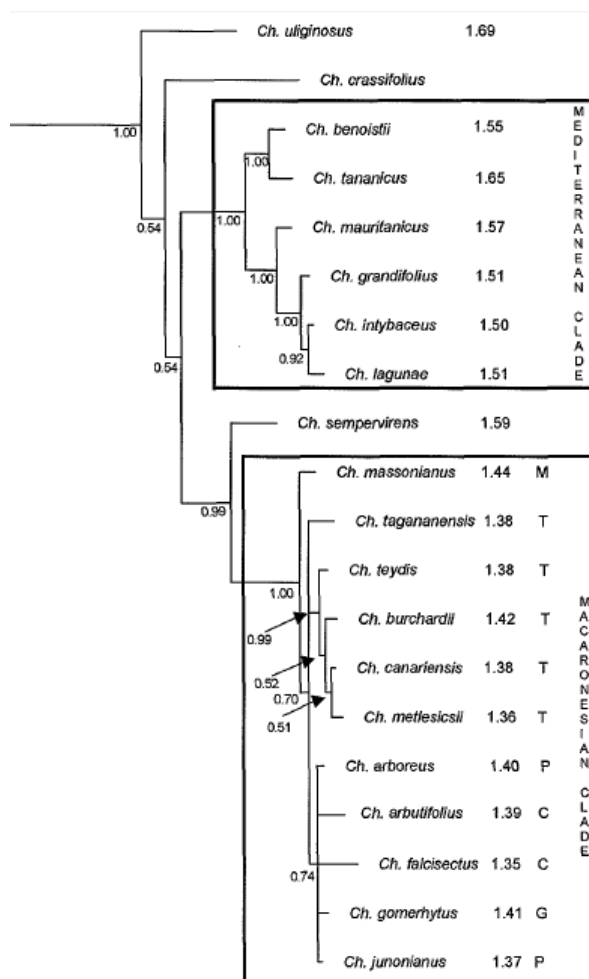 Ch. uliginosus 1.69
Ch. crassifolius
1.00
Ch. benoistii 1.55
1.00
Ch. tananicus 1.65
Ch. mauritanicus 1.57
0.54
1.00
Ch. grandifolius 1.51
1.00
Ch. intybaceus 1.50
1.00
0.54
0.92
Ch. lagunae 1.51
MEDITERRANEAN CLADE
Ch. sempervirens 1.59
Ch. massonianus 1.44 M
0.99
Ch. tagananensis 1.38 T
Ch. teydis 1.38 T
1.00
Ch. burchardii 1.42 T
0.99
Ch. canariensis 1.38 T
0.52
0.70
Ch. metlesicsii 1.36 T
0.51
Ch. arboreus 1.40 P
Ch. arbutifolius 1.39 C
Ch. falcisectus 1.35 C
0.74
Ch. gomerhytus 1.41 G
Ch. junonianus 1.37 P
MACARONESIAN CLADE